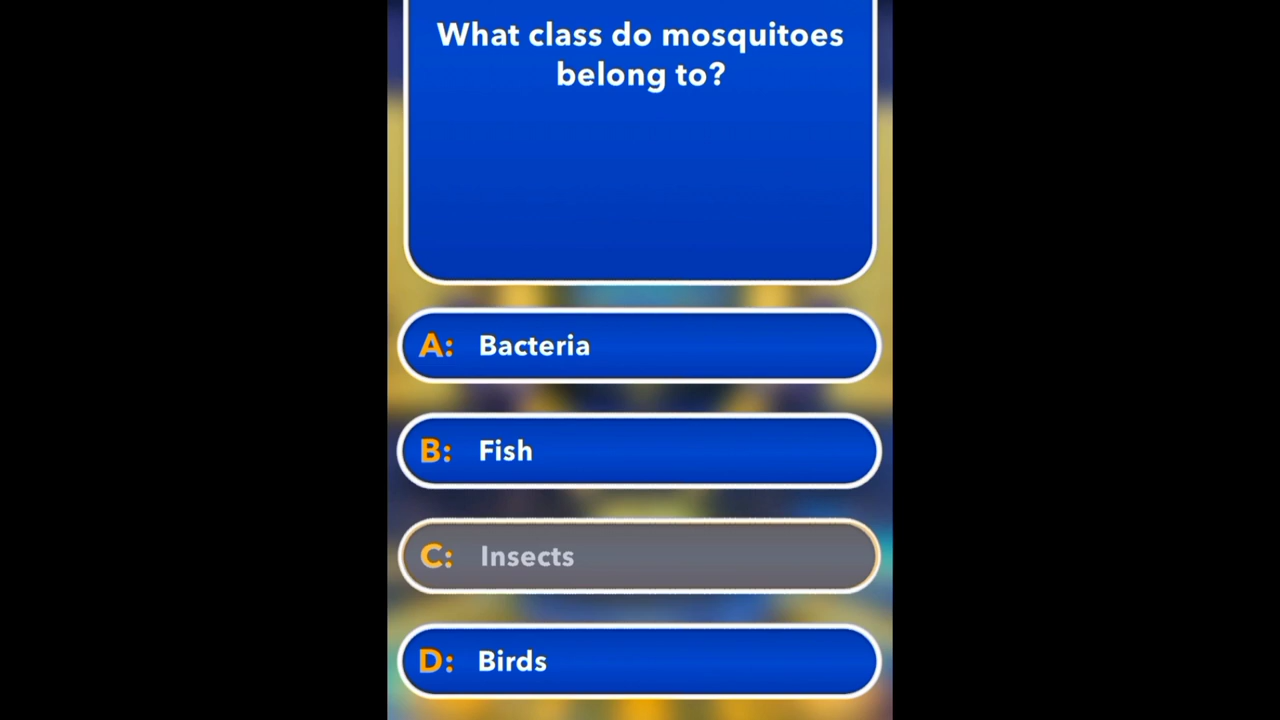 What class do mosquitoes
belong to?
A: Bacteria
B: Fish
C: Insects
D: Birds